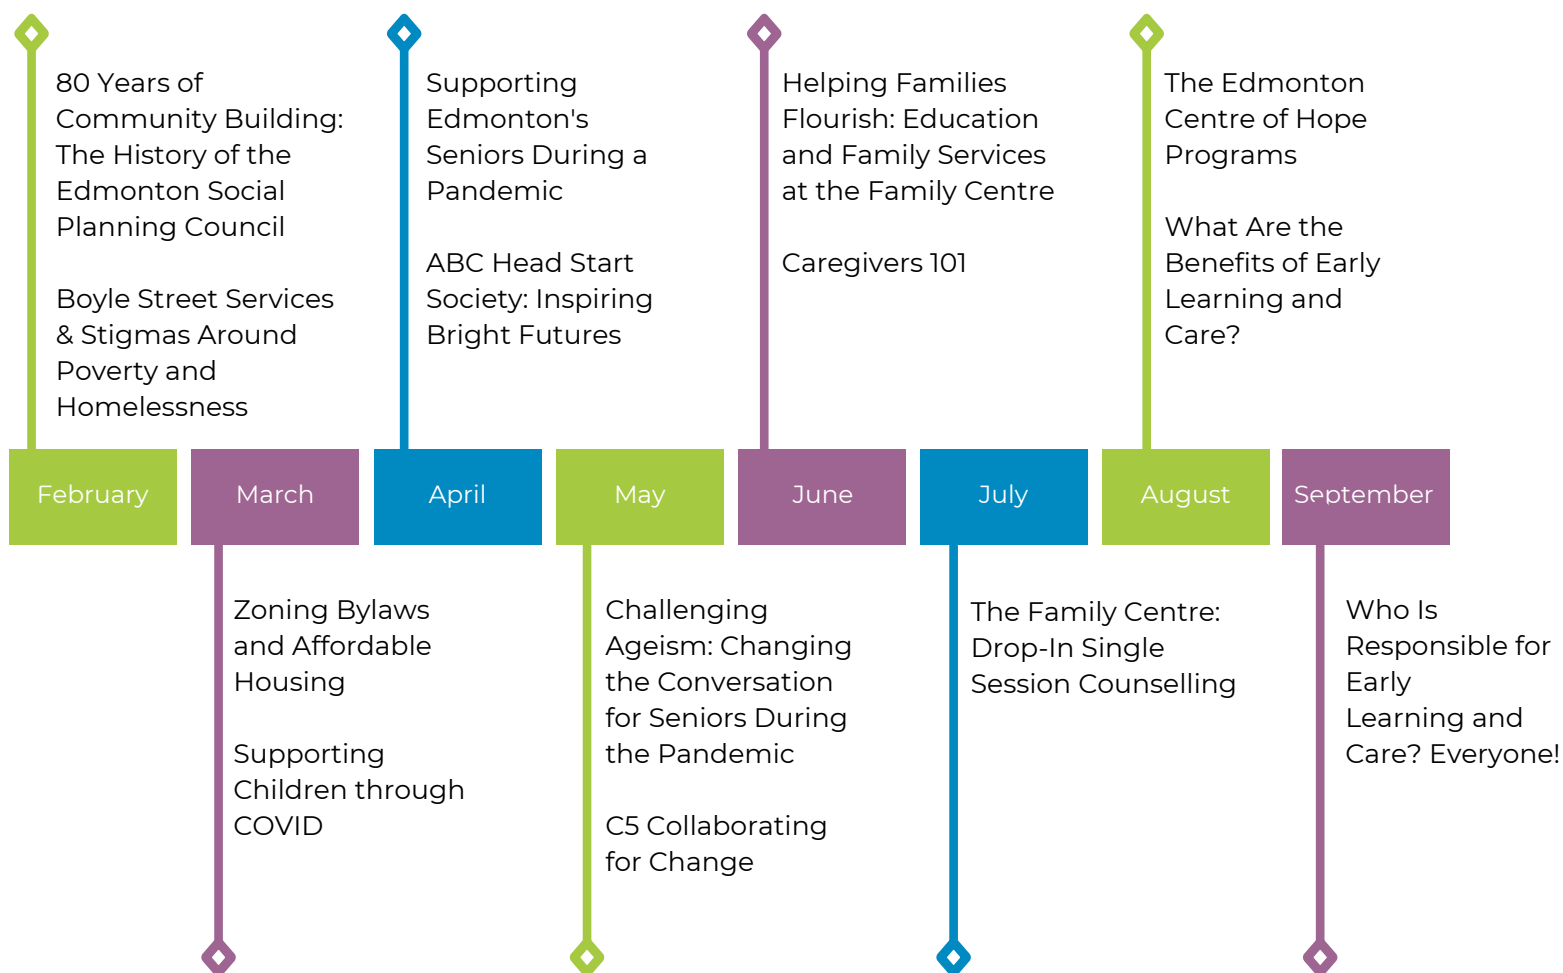 80 Years of
Community Building:
The History of the
Edmonton Social
Planning Council
Boyle Street Services
& Stigmas Around
Poverty and
Homelessness
Supporting
Edmonton's
Seniors During a
Pandemic
ABC Head Start
Society: Inspiring
Bright Futures
Helping Families
Flourish: Education
and Family Services
at the Family Centre
Caregivers 101
The Edmonton
Centre of Hope
Programs
What Are the
Benefits of Early
Learning and
Care?
February
March
April
May
June
July
August
September
Zoning Bylaws
and Affordable
Housing
Supporting
Children through
COVID
Challenging
Ageism: Changing
the Conversation
for Seniors During
the Pandemic
C5 Collaborating
for Change
The Family Centre:
Drop-In Single
Session Counselling
Who Is
Responsible for
Early
Learning and
Care? Everyone!